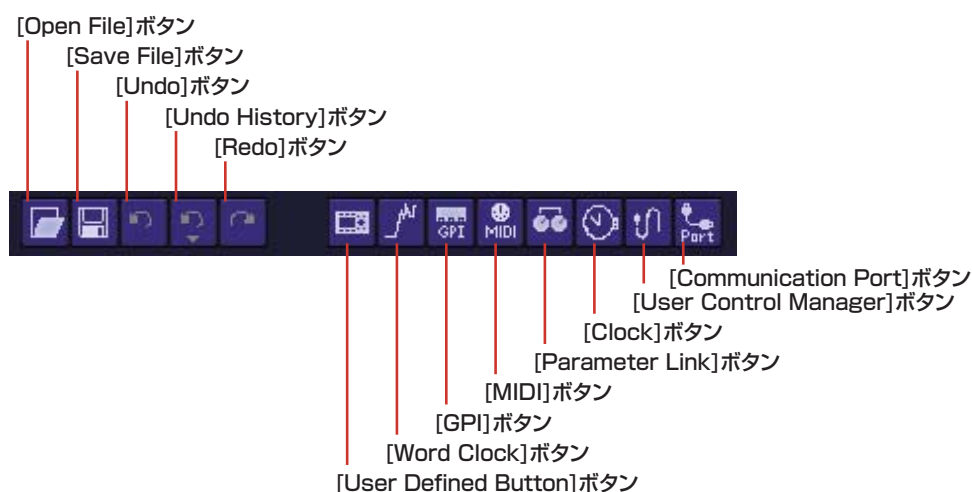 [Open File]ボタン
[Save File]ボタン
[Undo]ボタン
[Undo History]ボタン
[Redo]ボタン
GPI
MIDI
Port
[Communication Port]ボタン
[User Control Manager]ボタン
[Clock]ボタン
[Parameter Link]ボタン
[MIDI]ボタン
[GPI]ボタン
[Word Clock]ボタン
[User Defined Button]ボタン